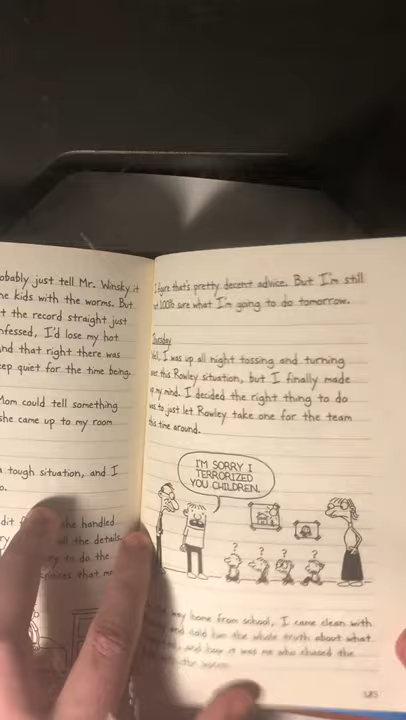 obably just tell Mr. Winsky it
he kids with the worms. But
t the record straight just
nfessed, I'd lose my hot
nd that right there was
eep quiet for the time being.
Mom could tell something
she came up to my room
a tough situation, and I
o.
dit she handled
ry all the details
to do the
I figure that's pretty decent advice. But I'm still
t 100% sure what I'm going to do tomorrow.
Well, I was up all night tossing and turning
over this Rowley situation, but I finally made
up my mind. I decided the right thing to do
was to just let Rowley take one for the team
this time around.
I'M SORRY I
TERRORIZED
YOU CHILDREN.
? ? ? ?
way home from school, I came clean with
and told him the whole truth about what
and how it was me who chased the